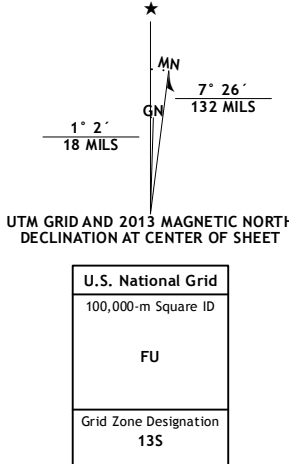 MN
GN
7° 26´
132 MILS
1° 2´
18 MILS
UTM GRID AND 2013 MAGNETIC NORTH
DECLINATION AT CENTER OF SHEET
U.S. National Grid
100,000-m Square ID
FU
Grid Zone Designation
13S